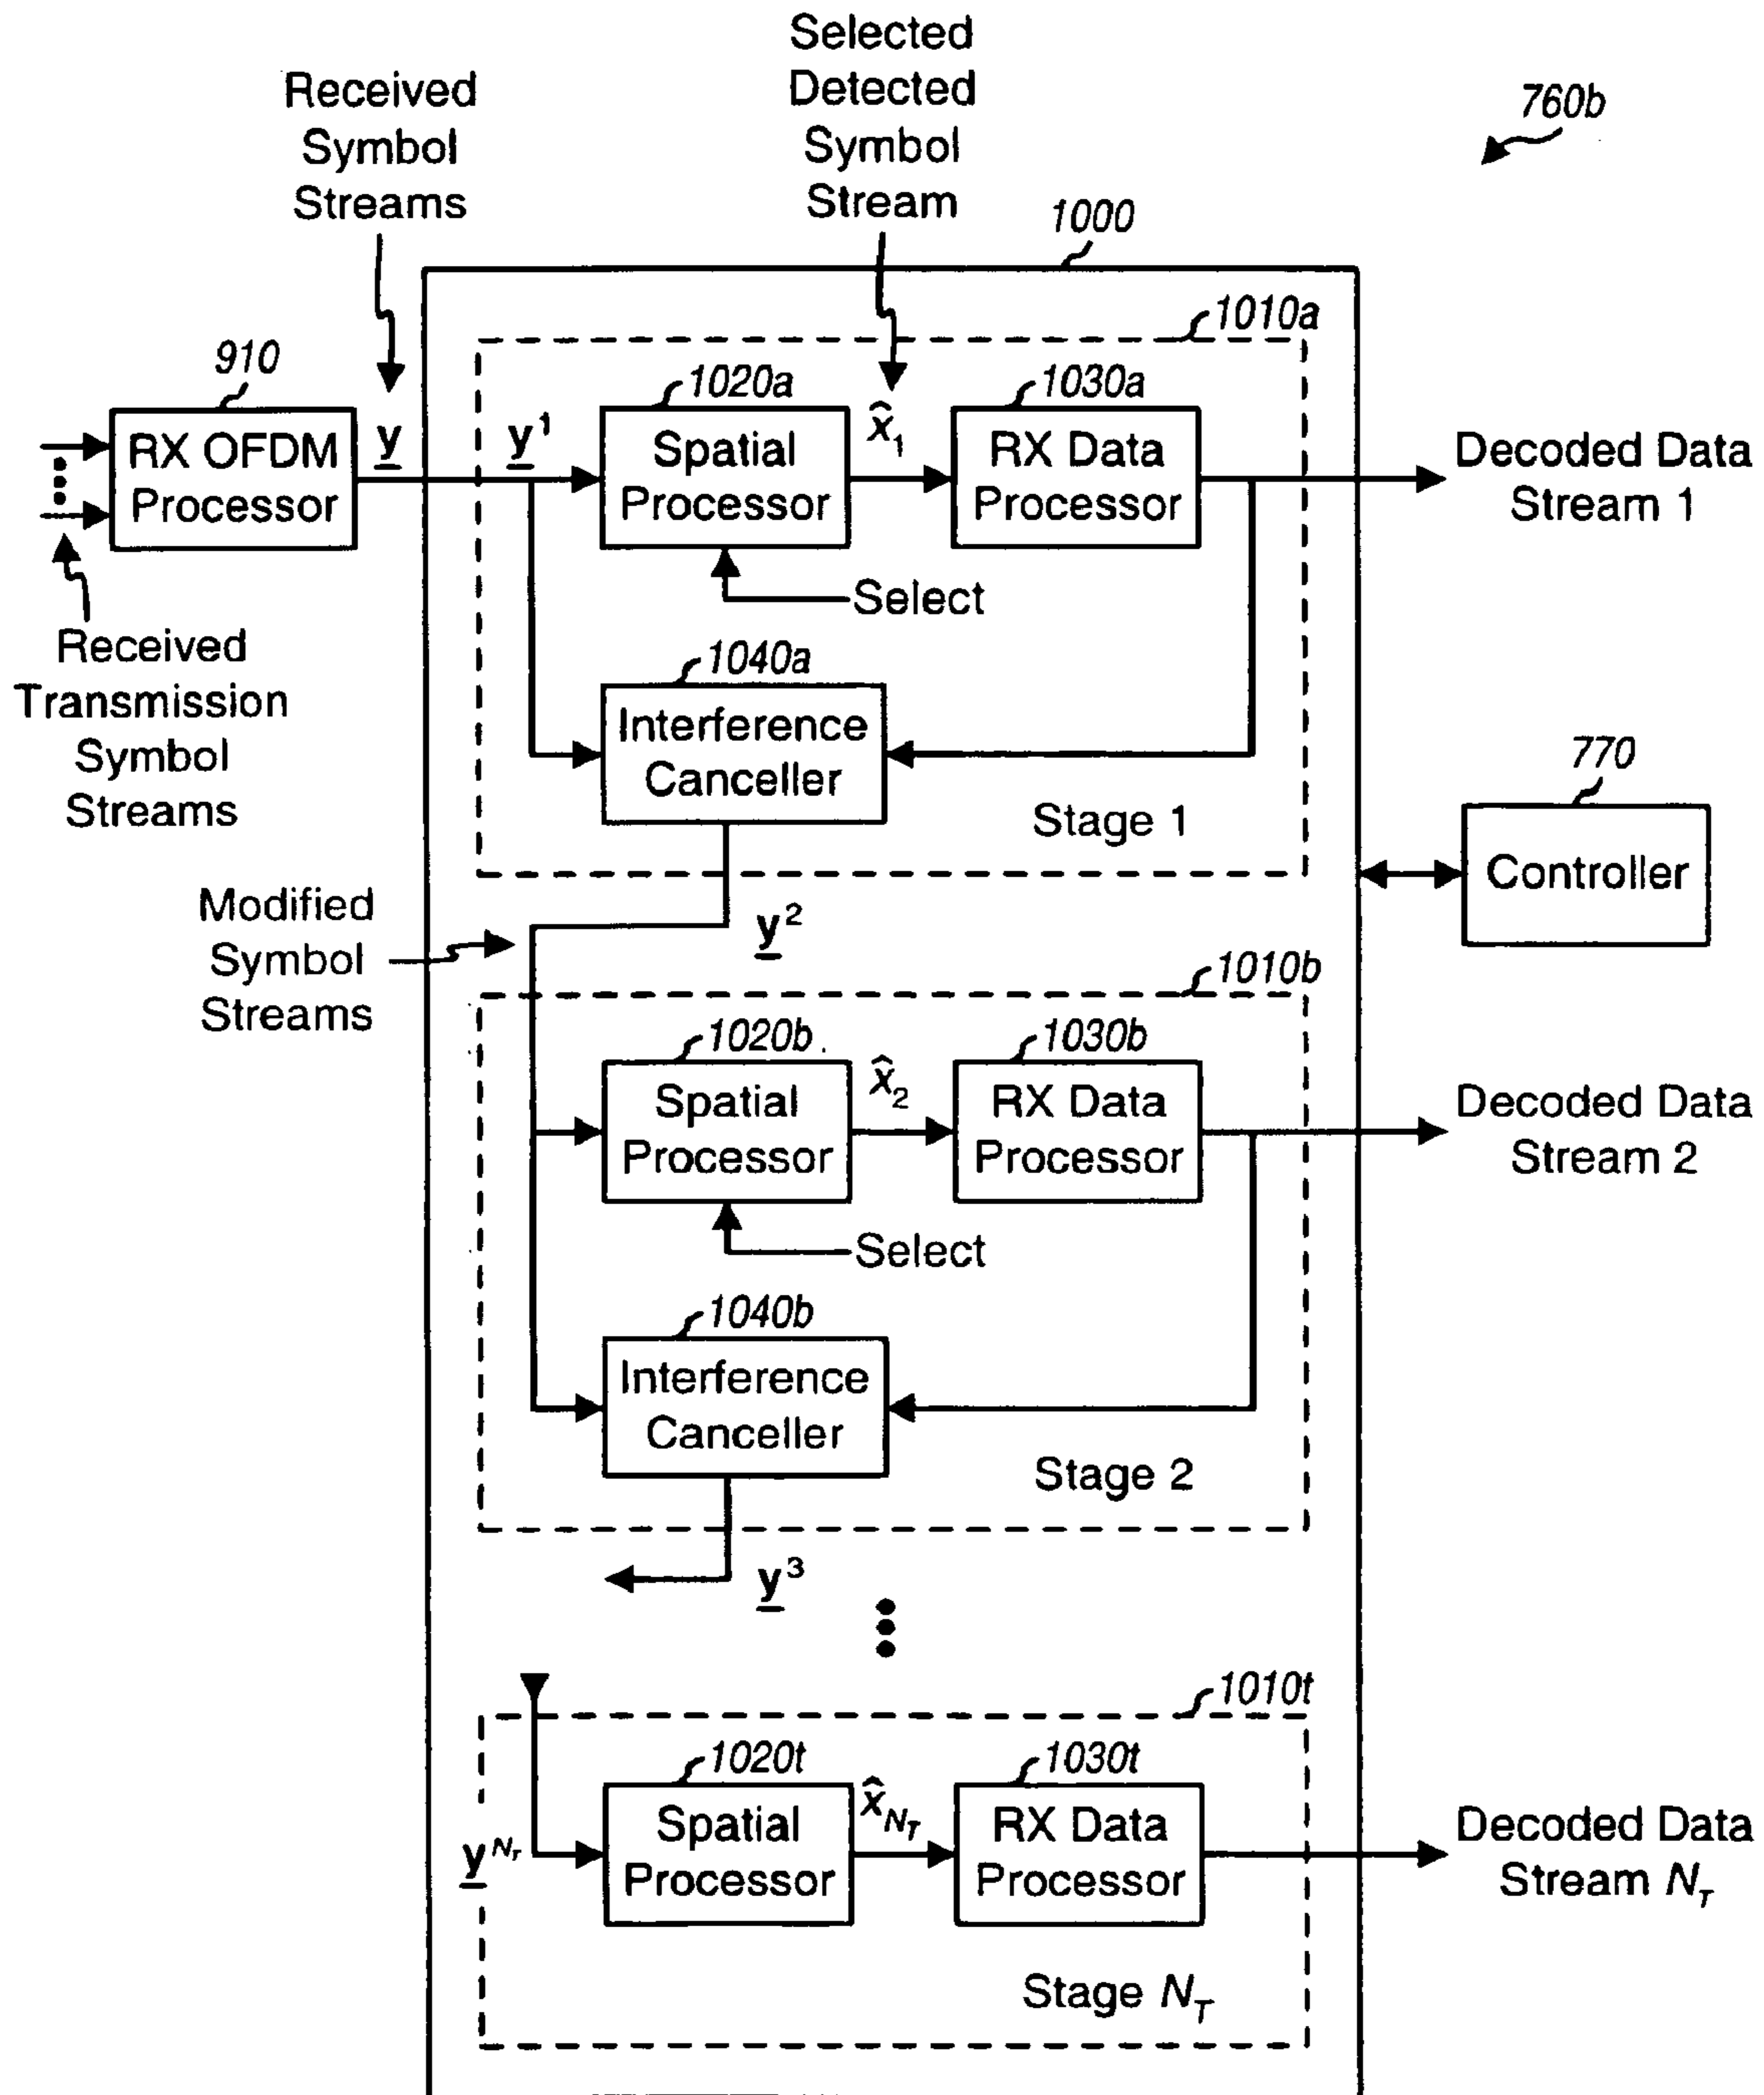 Received
Symbol
Streams
Selected
Detected
Symbol
Stream
760b
1000
1010a
910
1020a
1030a
RX OFDM
Processor
y
y¹
Spatial
Processor
x̂₁
RX Data
Processor
Decoded Data
Stream 1
Select
Received
Transmission
Symbol
Streams
1040a
Interference
Canceller
Stage 1
770
Controller
Modified
Symbol
Streams
y²
1010b
1020b
1030b
Spatial
Processor
x̂₂
RX Data
Processor
Decoded Data
Stream 2
Select
1040b
Interference
Canceller
Stage 2
y³
1010t
1020t
1030t
y^{N_T}
Spatial
Processor
x̂_{N_T}
RX Data
Processor
Decoded Data
Stream N_T
Stage N_T